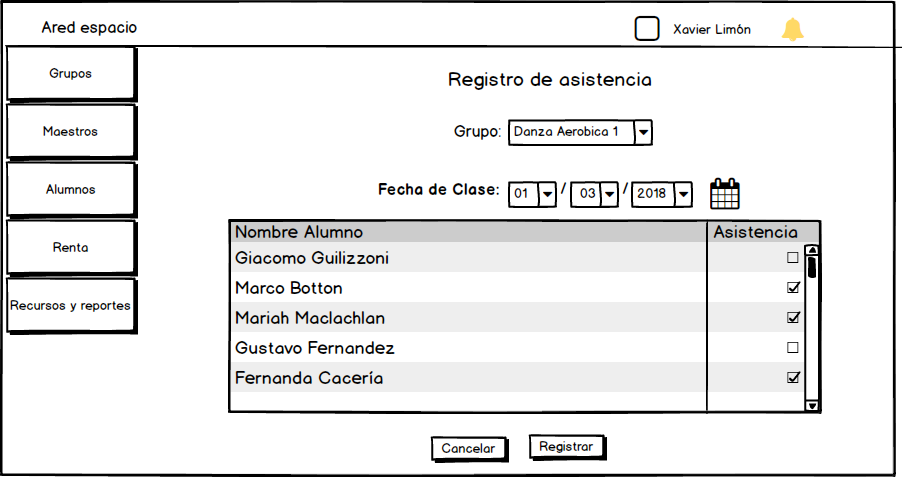 Ared espacio
Xavier Limón
Grupos
Maestros
Alumnos
Renta
Recursos y reportes
Registro de asistencia
Grupo: Danza Aerobica 1
Fecha de Clase: 01 / 03 / 2018
Nombre Alumno Asistencia
Giacomo Guilizzoni
Marco Botton
Mariah Maclachlan
Gustavo Fernandez
Fernanda Cacería
Cancelar Registrar